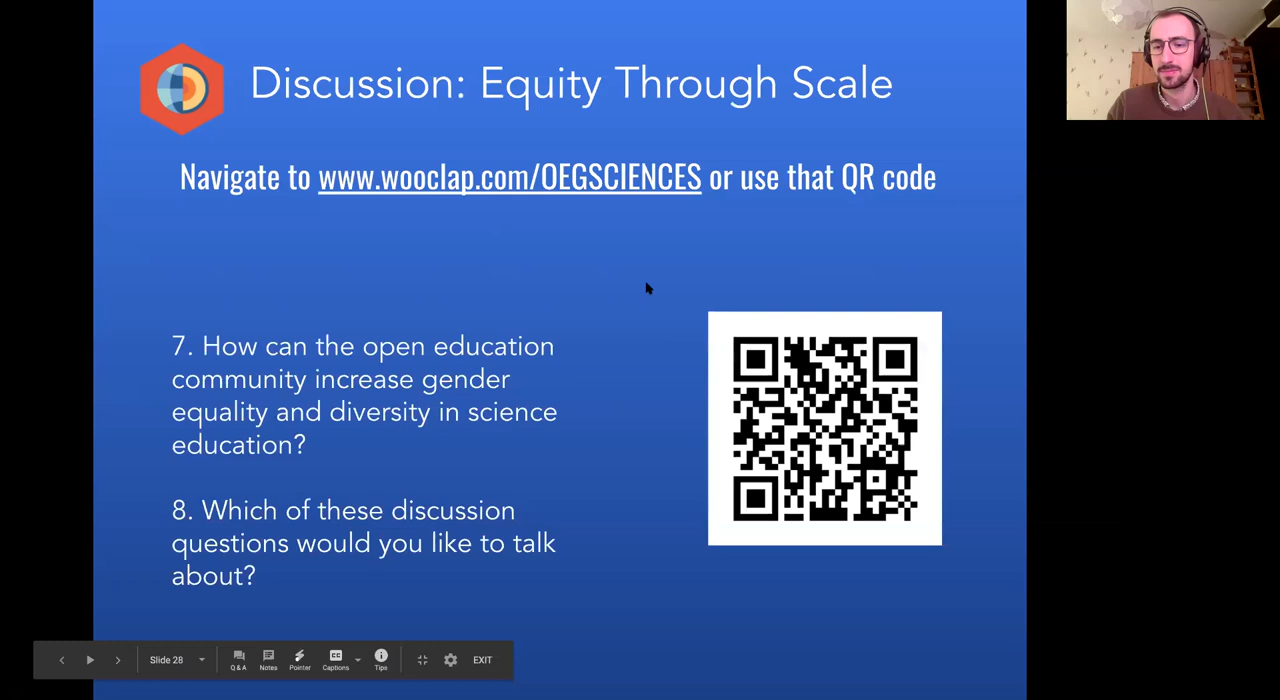 Discussion: Equity Through Scale
Navigate to www.wooclap.com/OEGSCIENCES or use that QR code
7. How can the open education
community increase gender
equality and diversity in science
education?
8. Which of these discussion
questions would you like to talk
about?
Slide 28
Q & A
Notes
Pointer
CC
Captions
Tips
EXIT